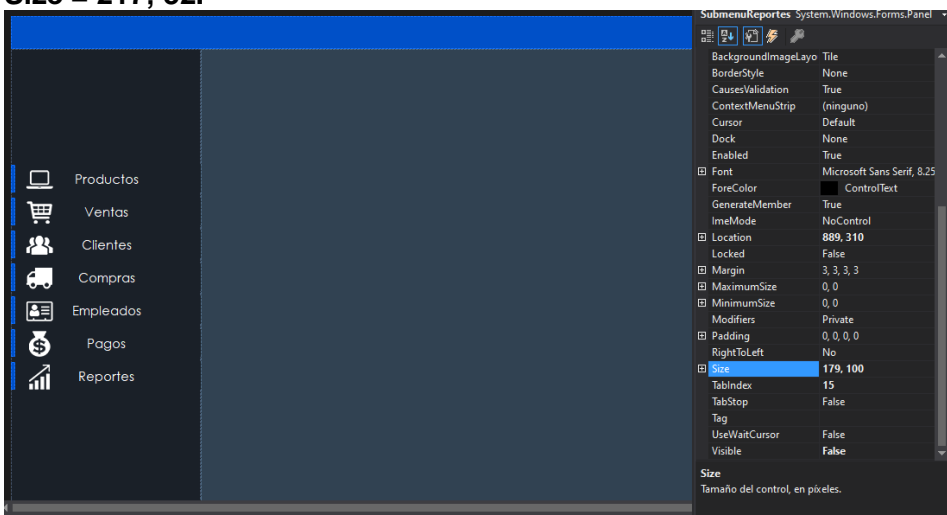 Size = 217, 32.
SubmenuReportes System.Windows.Forms.Panel
BackgroundImageLayo Tile
BorderStyle None
CausesValidation True
ContextMenuStrip (ninguno)
Cursor Default
Dock None
Enabled True
Font Microsoft Sans Serif, 8.25
ForeColor ControlText
GenerateMember True
ImeMode NoControl
Location 889, 310
Locked False
Margin 3, 3, 3, 3
MaximumSize 0, 0
MinimumSize 0, 0
Modifiers Private
Padding 0, 0, 0, 0
RightToLeft No
Size 179, 100
TabIndex 15
TabStop False
Tag
UseWaitCursor False
Visible False
Size
Tamaño del control, en píxeles.
Productos
Ventas
Clientes
Compras
Empleados
Pagos
Reportes